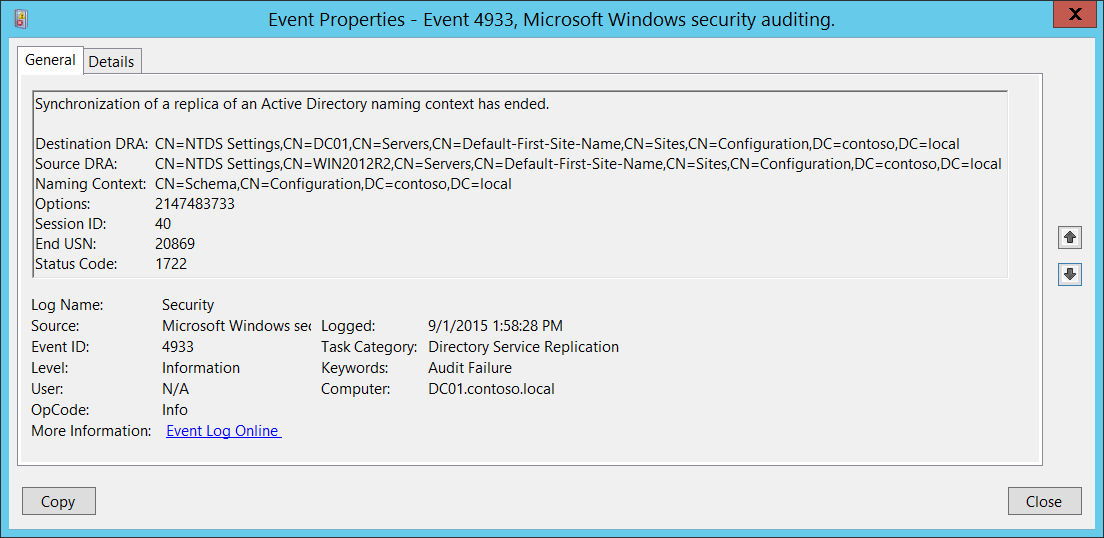 Event Properties - Event 4933, Microsoft Windows security auditing.
X
General Details
Synchronization of a replica of an Active Directory naming context has ended.
Destination DRA: CN=NTDS Settings,CN=DC01,CN=Servers,CN=Default-First-Site-Name,CN=Sites,CN=Configuration,DC=contoso,DC=local
Source DRA: CN=NTDS Settings,CN=WIN2012R2,CN=Servers,CN=Default-First-Site-Name,CN=Sites,CN=Configuration,DC=contoso,DC=local
Naming Context: CN=Schema,CN=Configuration,DC=contoso,DC=local
Options: 2147483733
Session ID: 40
End USN: 20869
Status Code: 1722
Log Name: Security
Source: Microsoft Windows sec Logged: 9/1/2015 1:58:28 PM
Event ID: 4933 Task Category: Directory Service Replication
Level: Information Keywords: Audit Failure
User: N/A Computer: DC01.contoso.local
OpCode: Info
More Information: Event Log Online
Copy Close